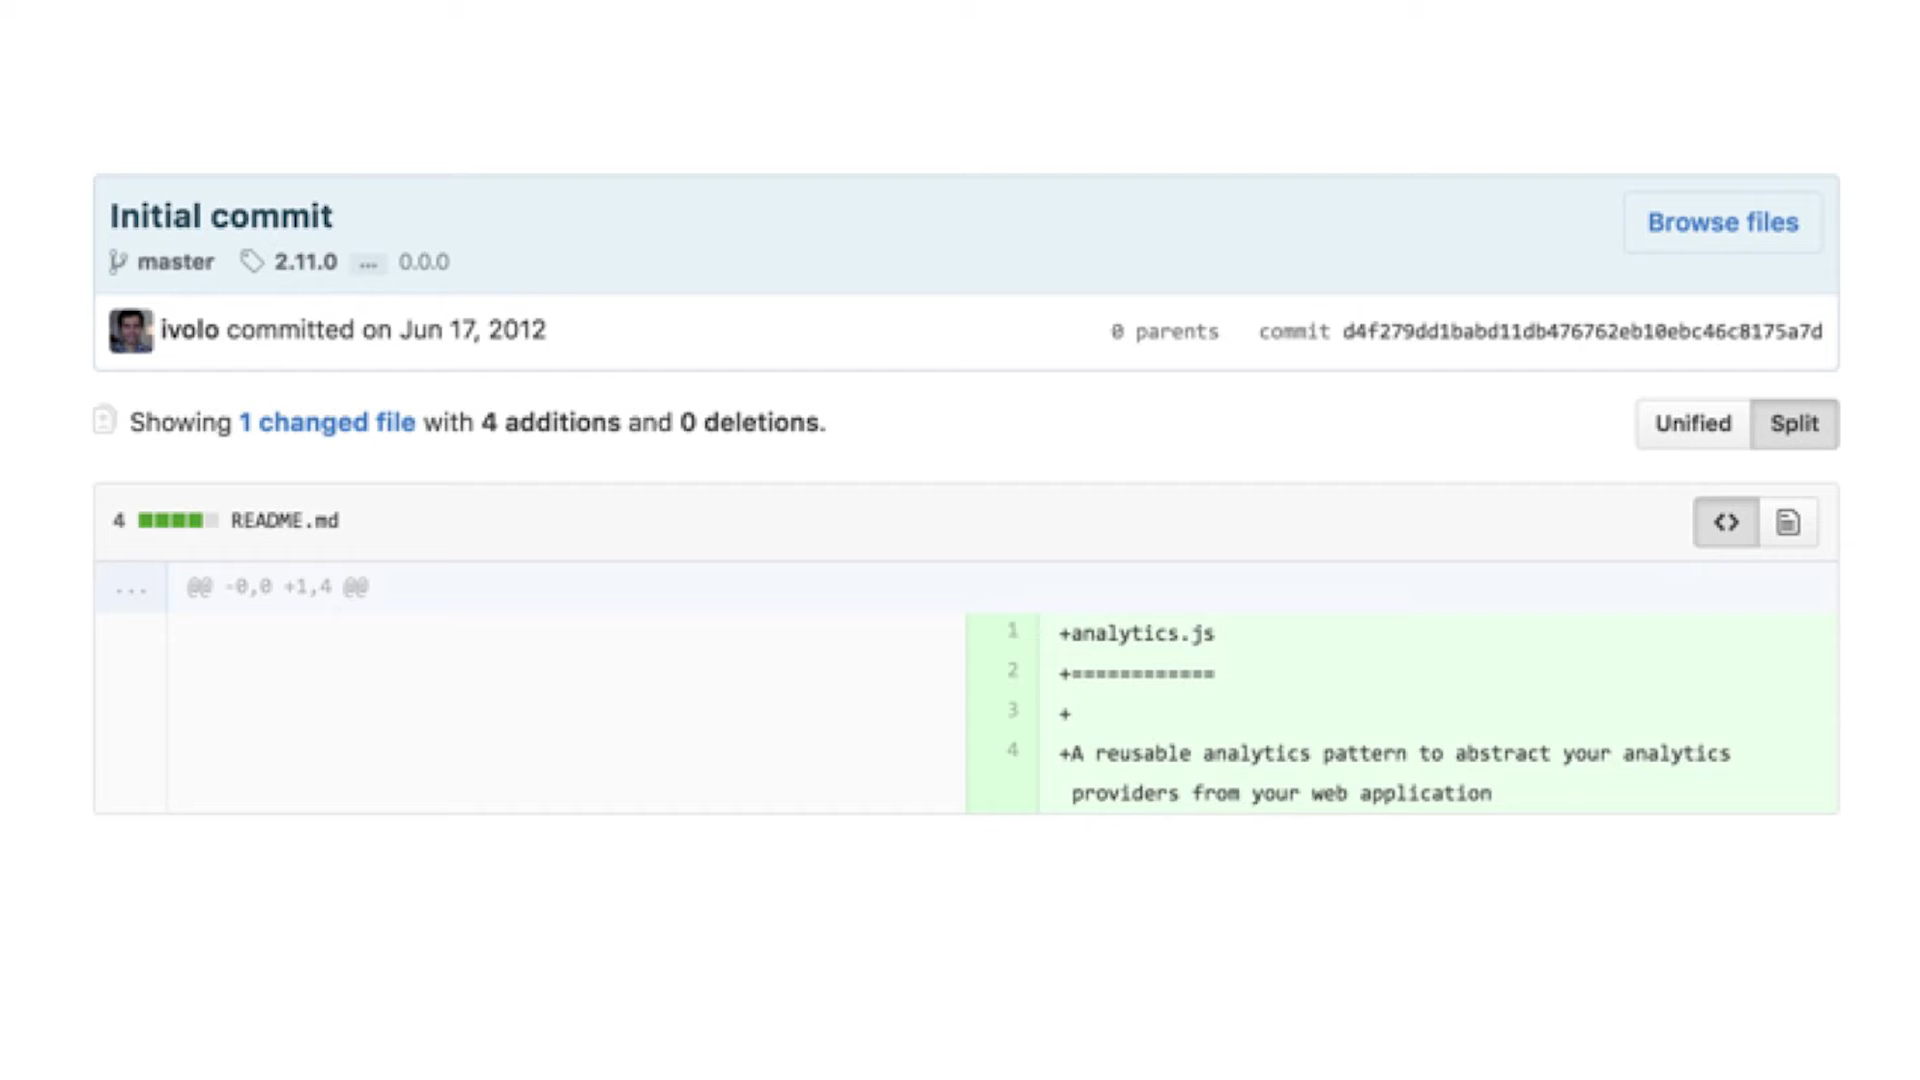 Initial commit
Browse files
master 2.11.0 ... 0.0.0
ivolo committed on Jun 17, 2012 0 parents commit d4f279dd1babd11db476762eb10ebc46c8175a7d
Showing 1 changed file with 4 additions and 0 deletions. Unified Split
4 README.md <>
... @@ -0,0 +1,4 @@
1 +analytics.js
2 +============
3 +
4 +A reusable analytics pattern to abstract your analytics
providers from your web application